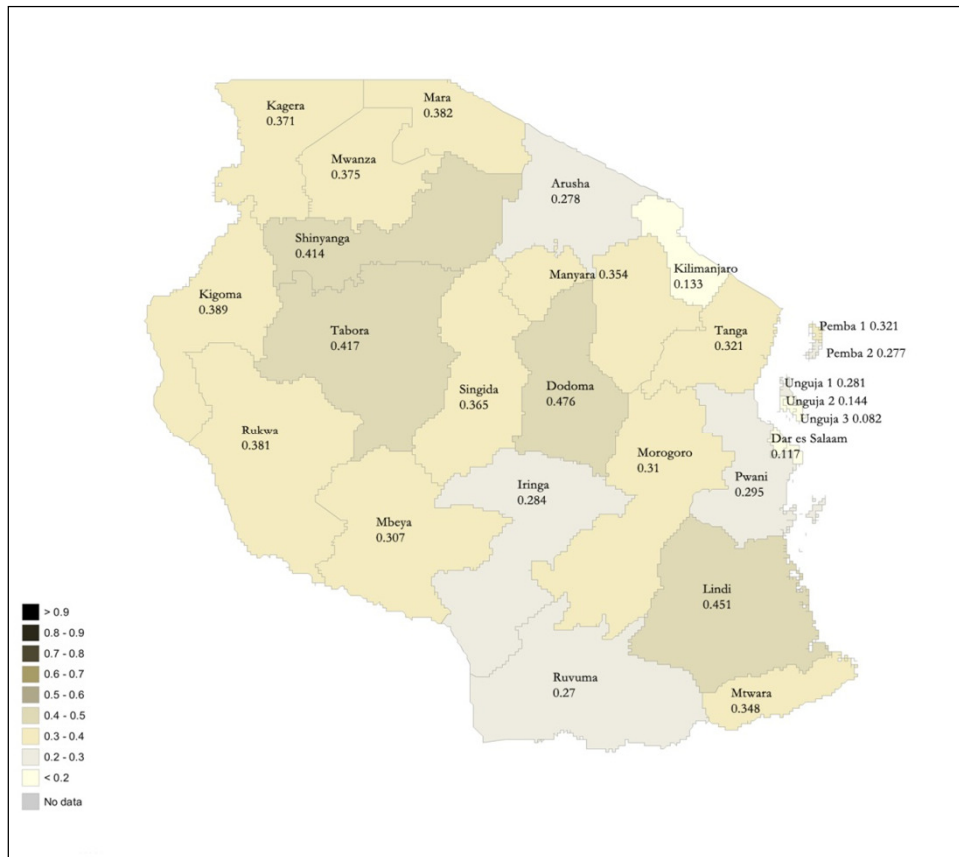 Kagera
0.371
Mara
0.382
Mwanza
0.375
Arusha
0.278
Shinyanga
0.414
Manyara 0.354
Kilimanjaro
0.133
Kigoma
0.389
Tabora
0.417
Tanga
0.321
Pemba 1 0.321
Pemba 2 0.277
Singida
0.365
Dodoma
0.476
Unguja 1 0.281
Unguja 2 0.144
Unguja 3 0.082
Dar es Salaam
0.117
Rukwa
0.381
Morogoro
0.31
Pwani
0.295
Iringa
0.284
Mbeya
0.307
Lindi
0.451
Ruvuma
0.27
Mtwara
0.348
> 0.9
0.8 - 0.9
0.7 - 0.8
0.6 - 0.7
0.5 - 0.6
0.4 - 0.5
0.3 - 0.4
0.2 - 0.3
< 0.2
No data